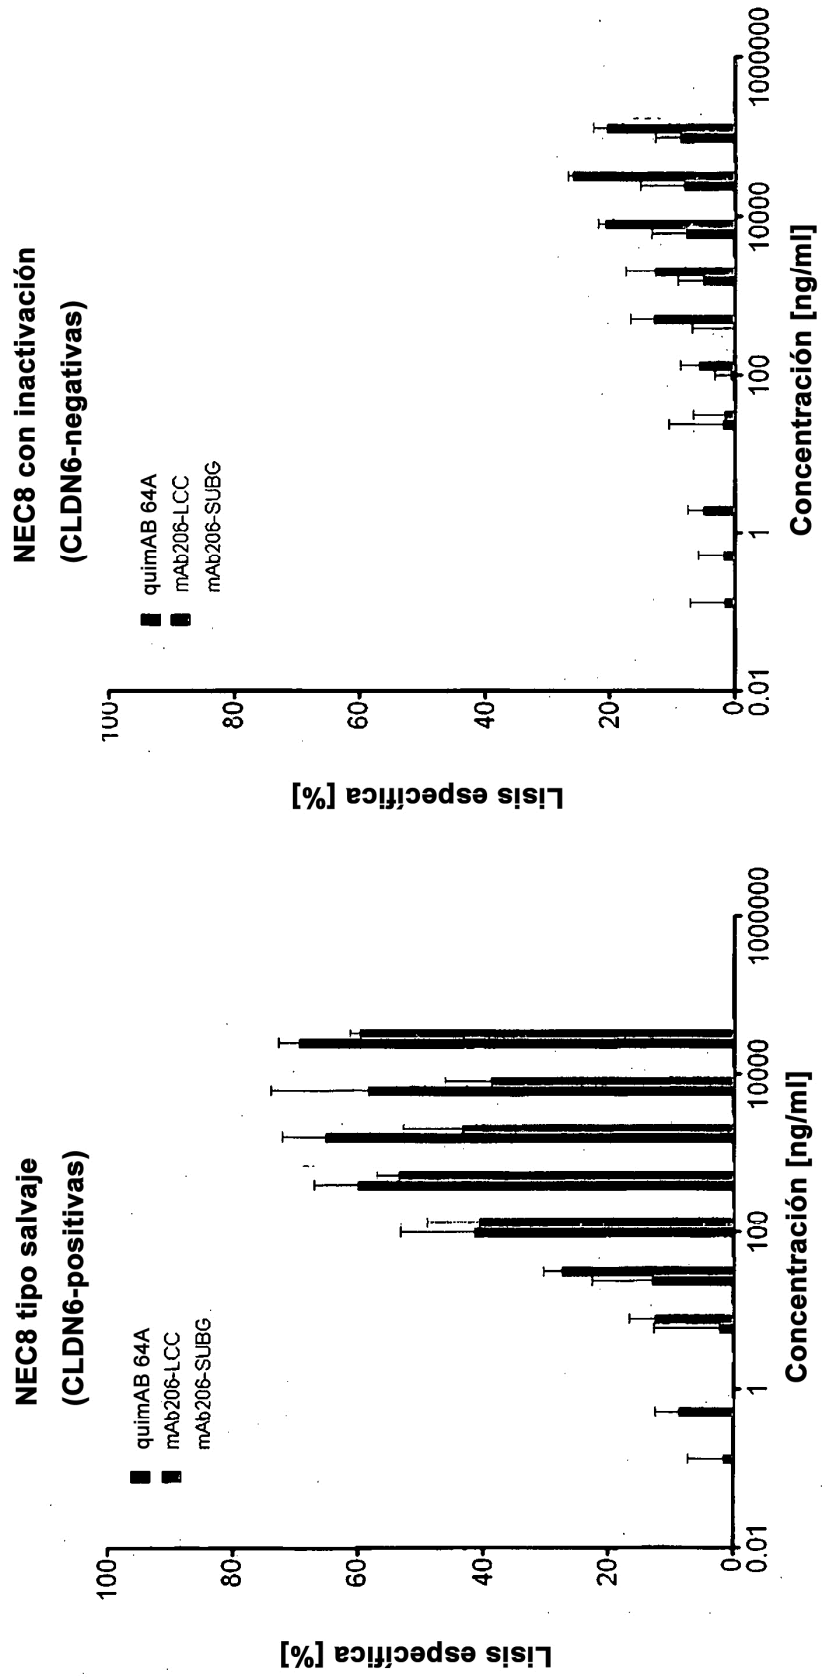 NEC8 tipo salvaje
(CLDN6-positivas)
quimAB 64A
mAb206-LCC
mAb206-SUBG
Lisis específica [%]
100
80
60
40
20
0
0.01
1
100
10000
1000000
Concentración [ng/ml]
NEC8 con inactivación
(CLDN6-negativas)
quimAB 64A
mAb206-LCC
mAb206-SUBG
Lisis específica [%]
100
80
60
40
20
0
0.01
1
100
10000
1000000
Concentración [ng/ml]